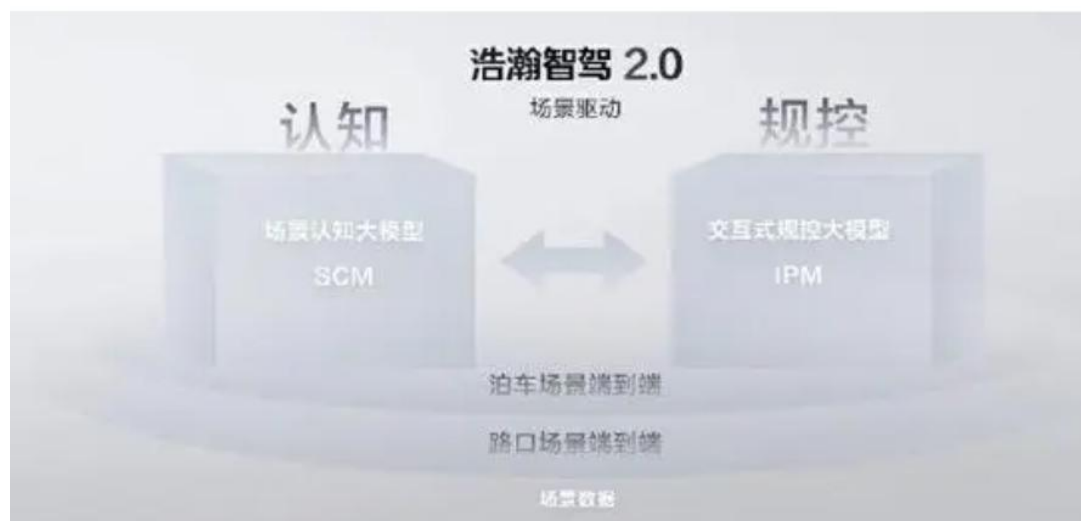 浩瀚智驾 2.0
场景驱动
认知
规控
场景认知大模型
SCM
交互式规控大模型
IPM
泊车场景端到端
路口场景端到端
场景数据